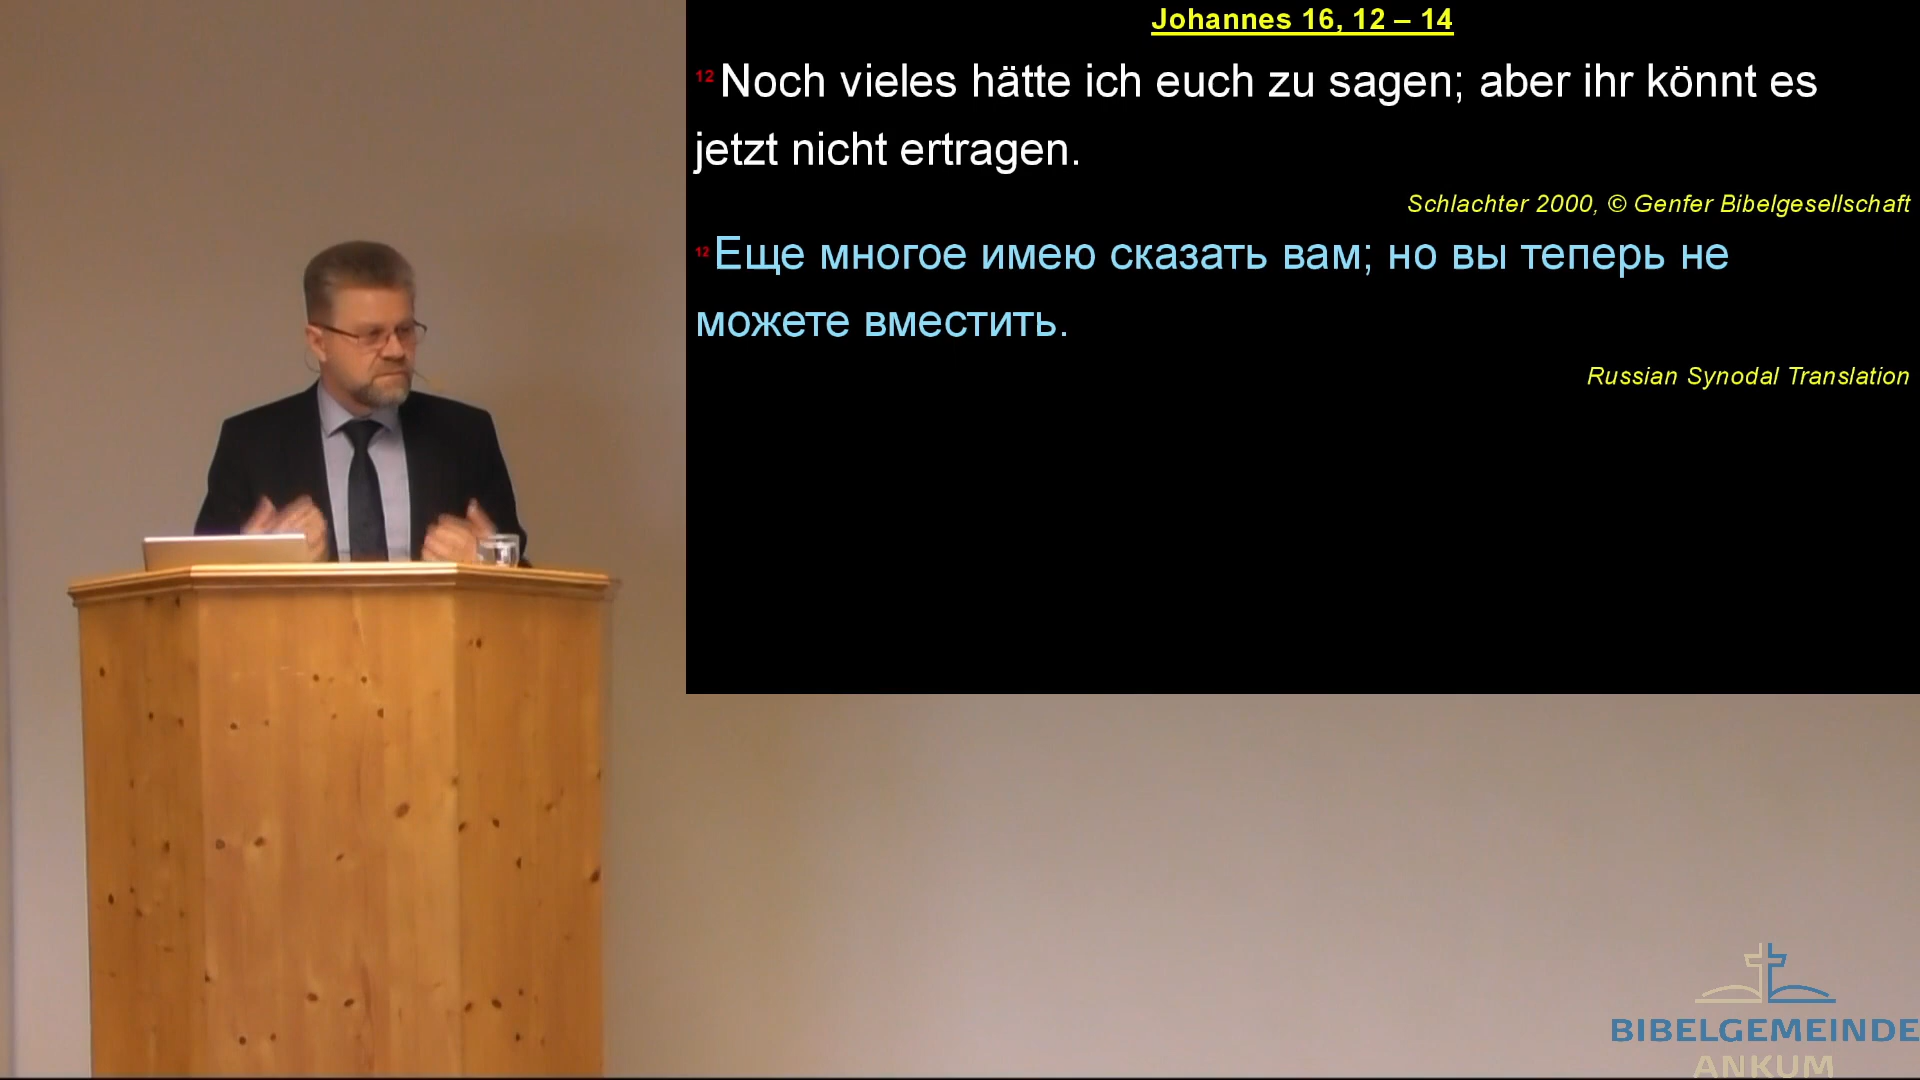 Johannes 16, 12 – 14
12 Noch vieles hätte ich euch zu sagen; aber ihr könnt es
jetzt nicht ertragen.
Schlachter 2000, © Genfer Bibelgesellschaft
12 Еще многое имею сказать вам; но вы теперь не
можете вместить.
Russian Synodal Translation
BIBELGEMEINDE
ANKUM